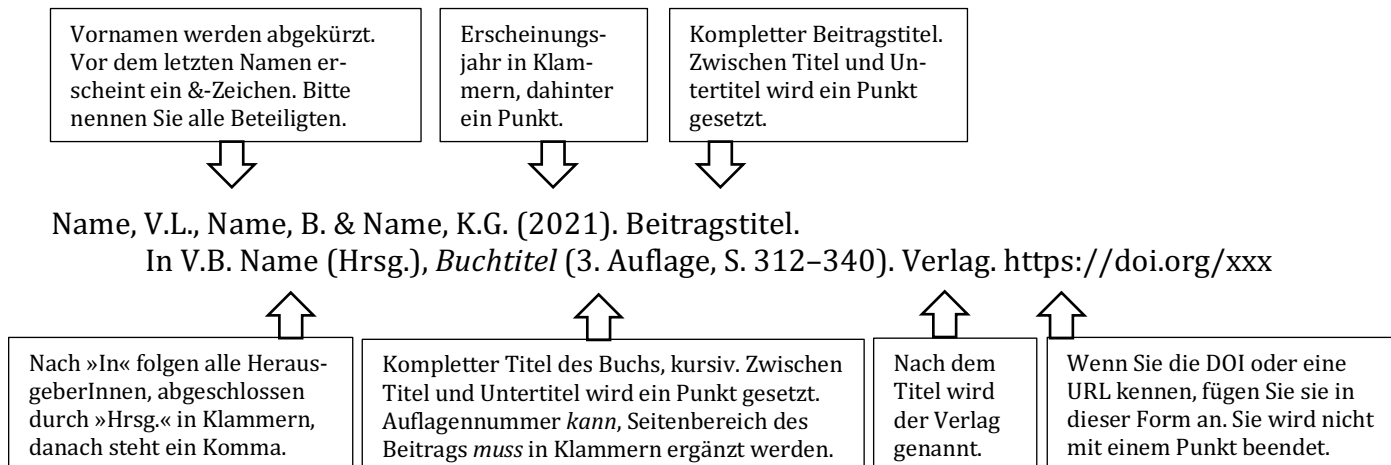 Vornamen werden abgekürzt.
Vor dem letzten Namen er-
scheint ein &-Zeichen. Bitte
nennen Sie alle Beteiligten.
Erscheinungs-
jahr in Klam-
mern, dahinter
ein Punkt.
Kompletter Beitragstitel.
Zwischen Titel und Un-
tertitel wird ein Punkt
gesetzt.
Name, V.L., Name, B. & Name, K.G. (2021). Beitragstitel.
In V.B. Name (Hrsg.), Buchtitel (3. Auflage, S. 312–340). Verlag. https://doi.org/xxx
Nach »In« folgen alle Heraus-
geberInnen, abgeschlossen
durch »Hrsg.« in Klammern,
danach steht ein Komma.
Kompletter Titel des Buchs, kursiv. Zwischen
Titel und Untertitel wird ein Punkt gesetzt.
Auflagennummer kann, Seitenbereich des
Beitrags muss in Klammern ergänzt werden.
Nach dem
Titel wird
der Verlag
genannt.
Wenn Sie die DOI oder eine
URL kennen, fügen Sie sie in
dieser Form an. Sie wird nicht
mit einem Punkt beendet.